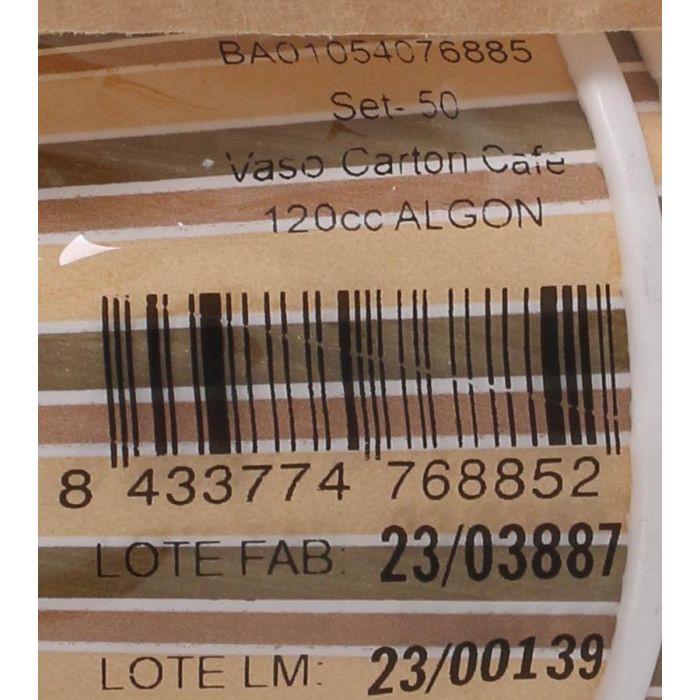 BA01054076885
Set- 50
Vaso Carton Cafe
120cc ALGON
8 433774 768852
LOTE FAB: 23/03887
LOTE LM: 23/00139